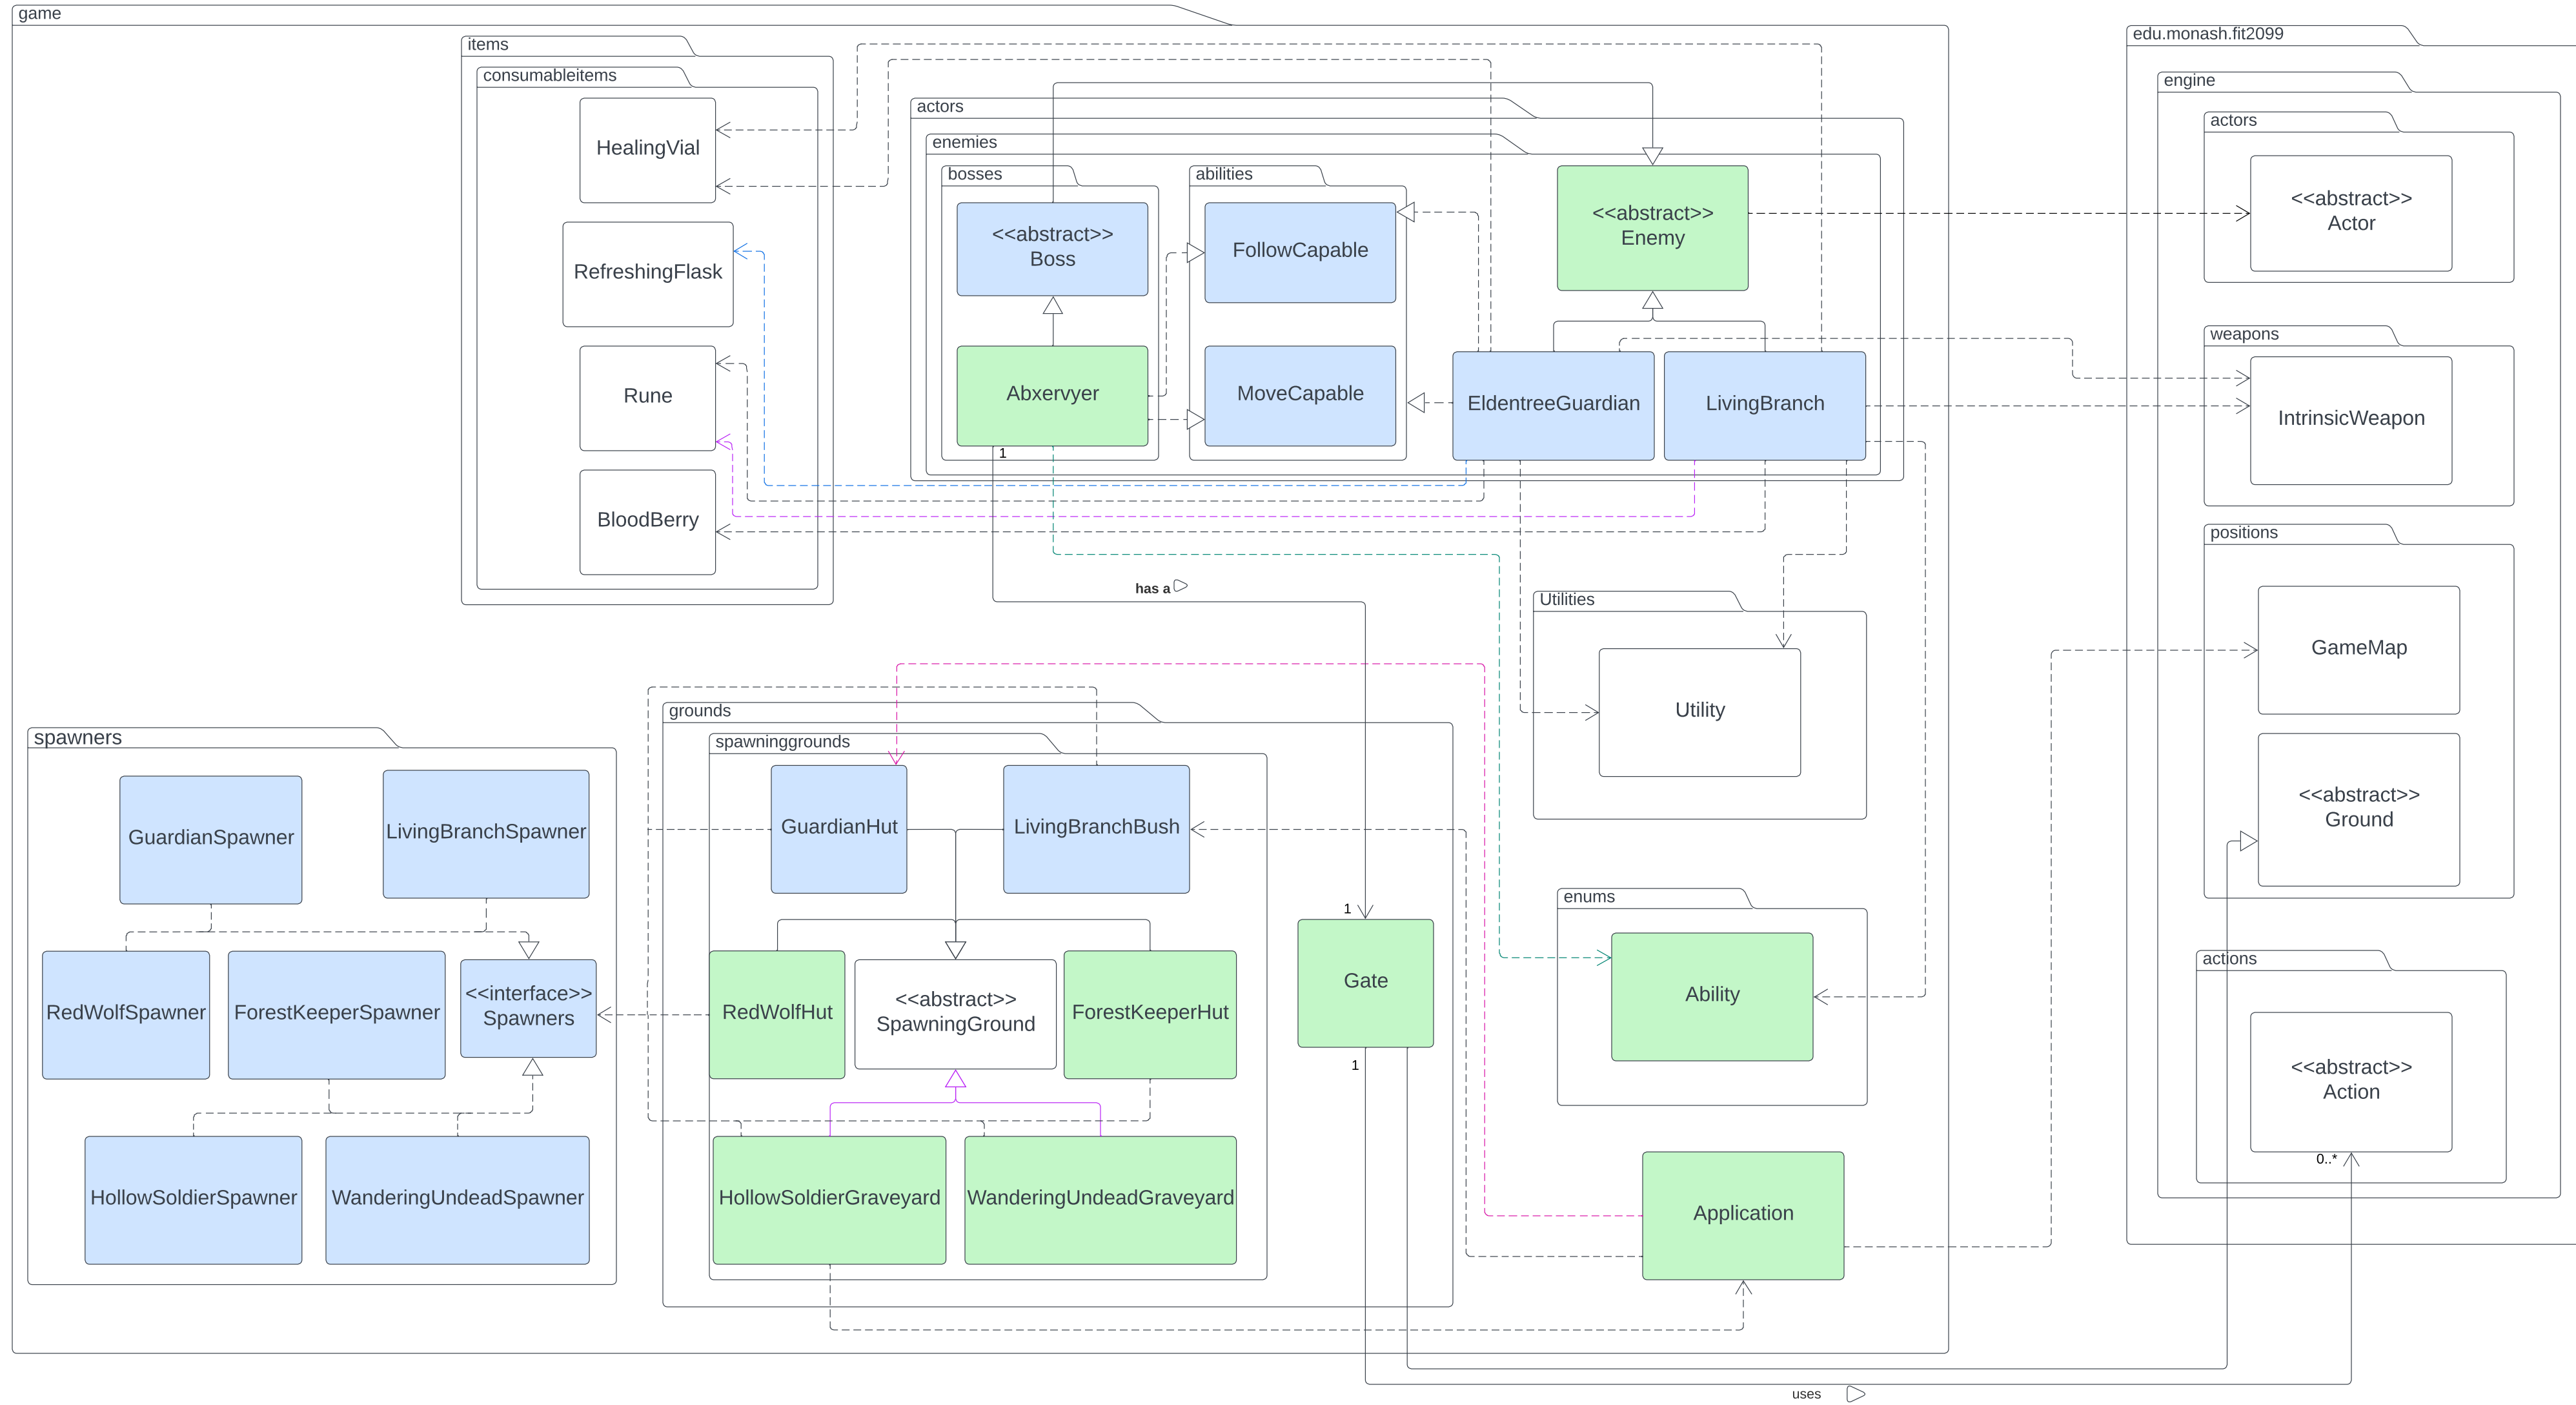 game
items
consumableitems
HealingVial
RefreshingFlask
Rune
BloodBerry
actors
enemies
bosses
<<abstract>>
Boss
Abxervyer
1
abilities
FollowCapable
MoveCapable
<<abstract>>
Enemy
EldentreeGuardian
LivingBranch
has a
Utilities
Utility
spawners
GuardianSpawner
LivingBranchSpawner
RedWolfSpawner
ForestKeeperSpawner
<<interface>>
Spawners
HollowSoldierSpawner
WanderingUndeadSpawner
grounds
spawninggrounds
GuardianHut
LivingBranchBush
RedWolfHut
<<abstract>>
SpawningGround
ForestKeeperHut
HollowSoldierGraveyard
WanderingUndeadGraveyard
1
Gate
1
enums
Ability
Application
edu.monash.fit2099
engine
actors
<<abstract>>
Actor
weapons
IntrinsicWeapon
positions
GameMap
<<abstract>>
Ground
actions
<<abstract>>
Action
0..*
uses